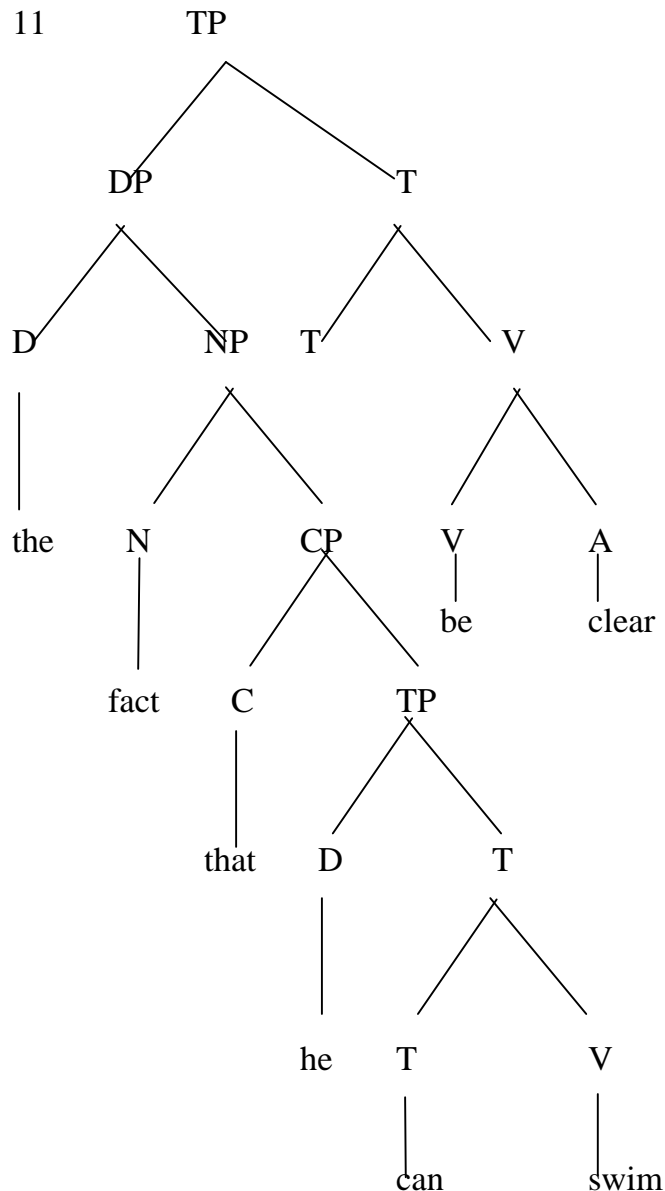 11 TP
DP T
D NP T V
the N CP V A
be clear
fact C TP
that D T
he T V
can swim